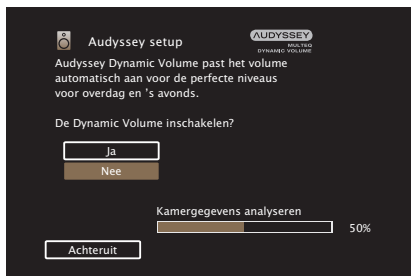 Audyssey setup
AUDYSSEY
MULTEQ
DYNAMIC VOLUME
Audyssey Dynamic Volume past het volume
automatisch aan voor de perfecte niveaus
voor overdag en 's avonds.
De Dynamic Volume inschakelen?
Ja
Nee
Kamergegevens analyseren
50%
Achteruit